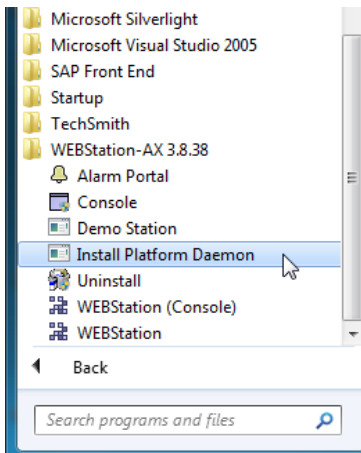 Microsoft Silverlight
Microsoft Visual Studio 2005
SAP Front End
Startup
TechSmith
WEBStation-AX 3.8.38
Alarm Portal
Console
Demo Station
Install Platform Daemon
Uninstall
WEBStation (Console)
WEBStation
Back
Search programs and files